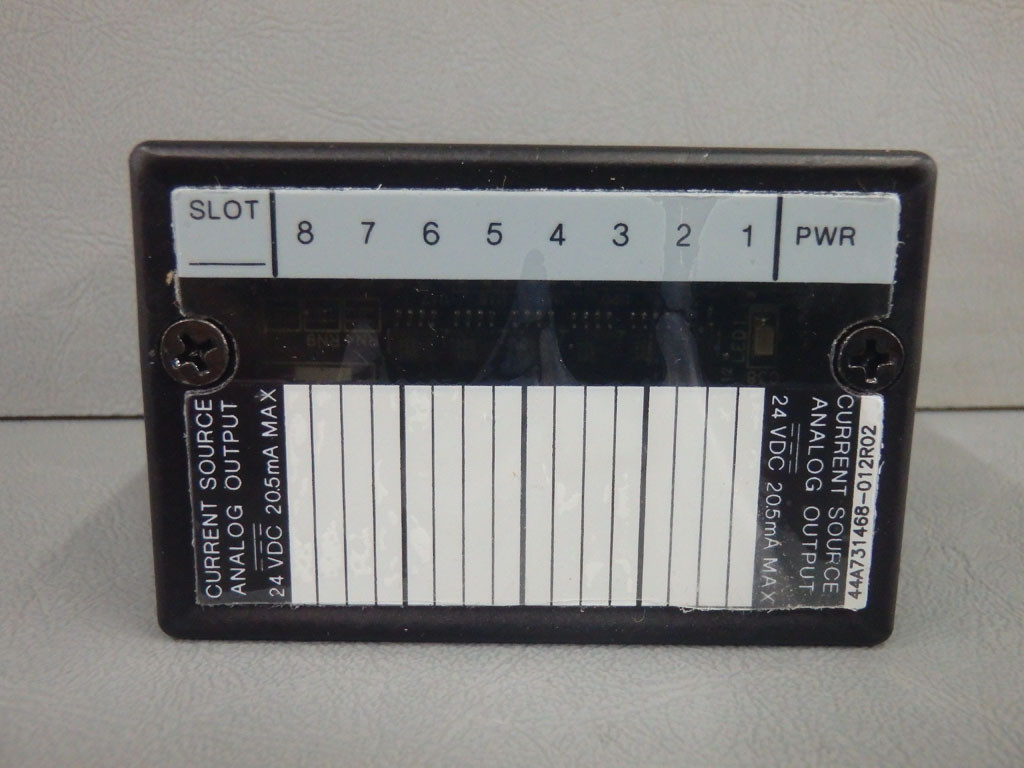 SLOT
8 7 6 5 4 3 2 1
PWR
LED1
CURRENT SOURCE
ANALOG OUTPUT
24 VDC 20.5mA MAX
CURRENT SOURCE
ANALOG OUTPUT
24 VDC 20.5mA MAX
44A731468-012R02